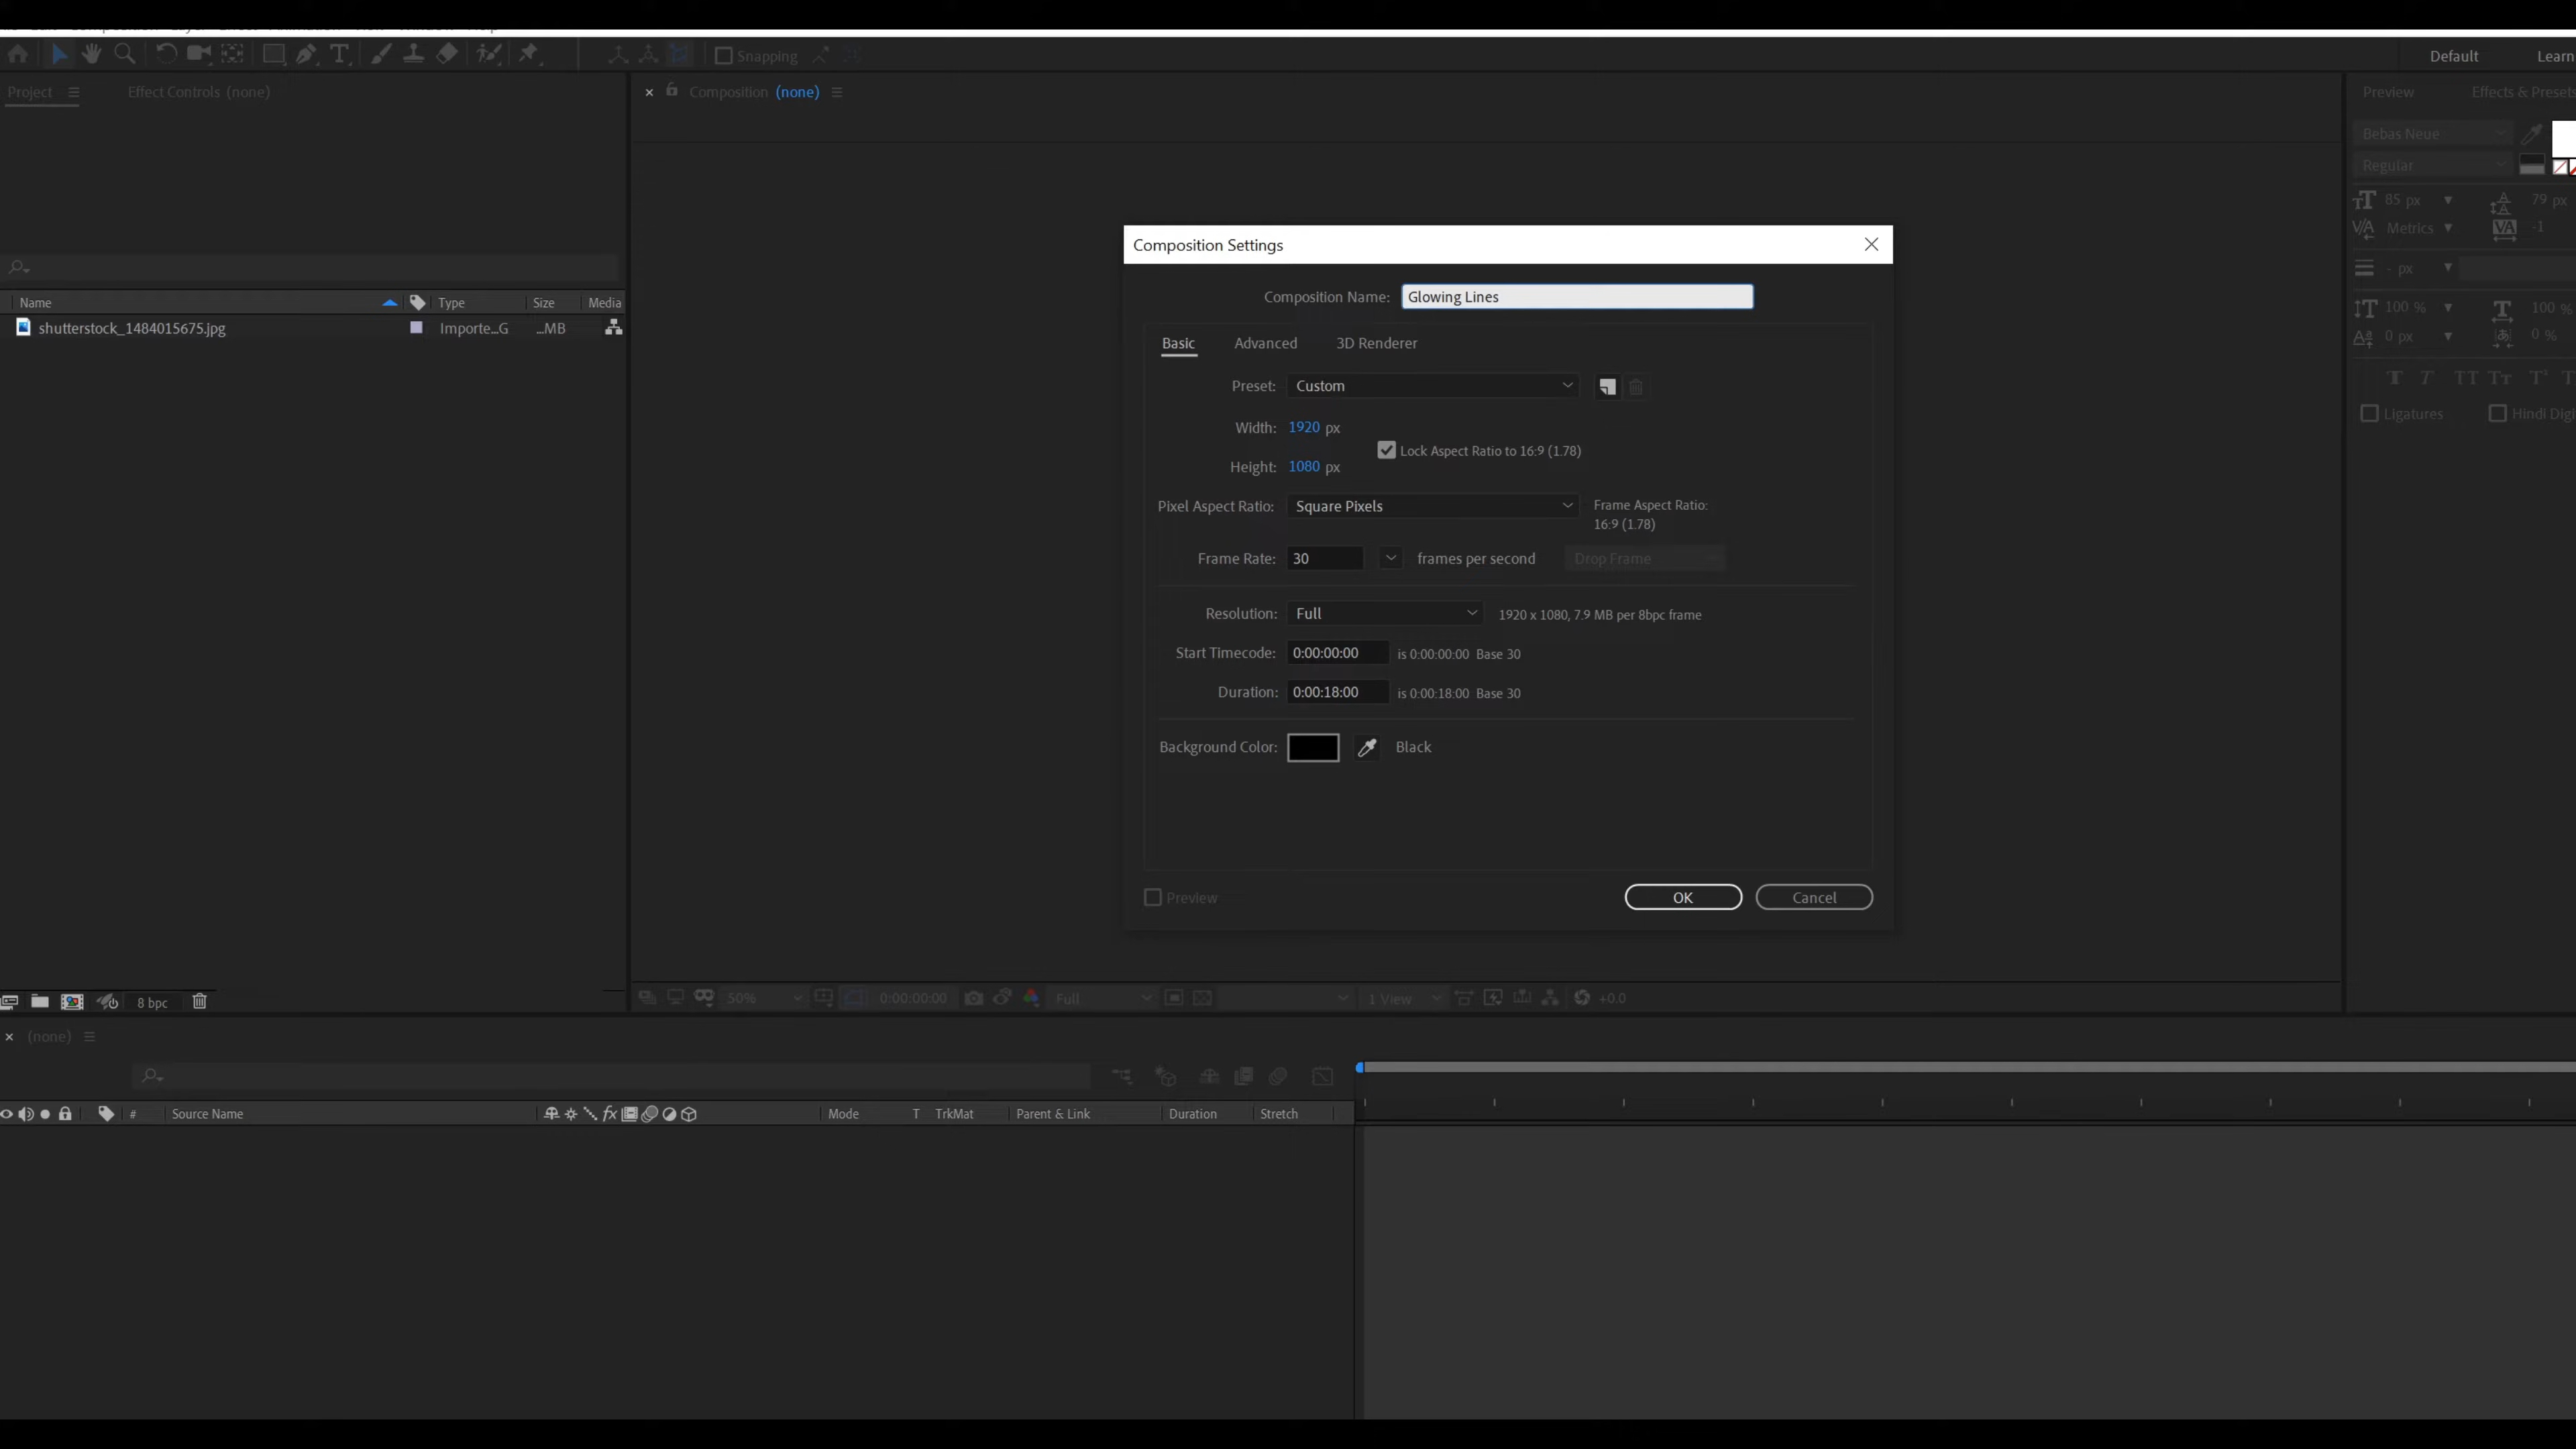 Snapping
Default
Learn
Project
Effect Controls (none)
Composition (none)
Preview
Effects & Presets
Bebas Neue
Regular
85 px
79 px
Metrics
-1
- px
100 %
100 %
0 px
0 %
Ligatures
Hindi Digi
Name
Type
Size
Media
shutterstock_1484015675.jpg
Importe...G
...MB
Composition Settings
Composition Name: Glowing Lines
Basic
Advanced
3D Renderer
Preset: Custom
Width: 1920 px
Lock Aspect Ratio to 16:9 (1.78)
Height: 1080 px
Pixel Aspect Ratio: Square Pixels
Frame Aspect Ratio:
16:9 (1.78)
Frame Rate: 30
frames per second
Drop Frame
Resolution: Full
1920 x 1080, 7.9 MB per 8bpc frame
Start Timecode: 0:00:00:00
is 0:00:00:00 Base 30
Duration: 0:00:18:00
is 0:00:18:00 Base 30
Background Color:
Black
Preview
OK
Cancel
8 bpc
50%
0:00:00:00
Full
1 View
+0.0
(none)
#
Source Name
Mode
T
TrkMat
Parent & Link
Duration
Stretch